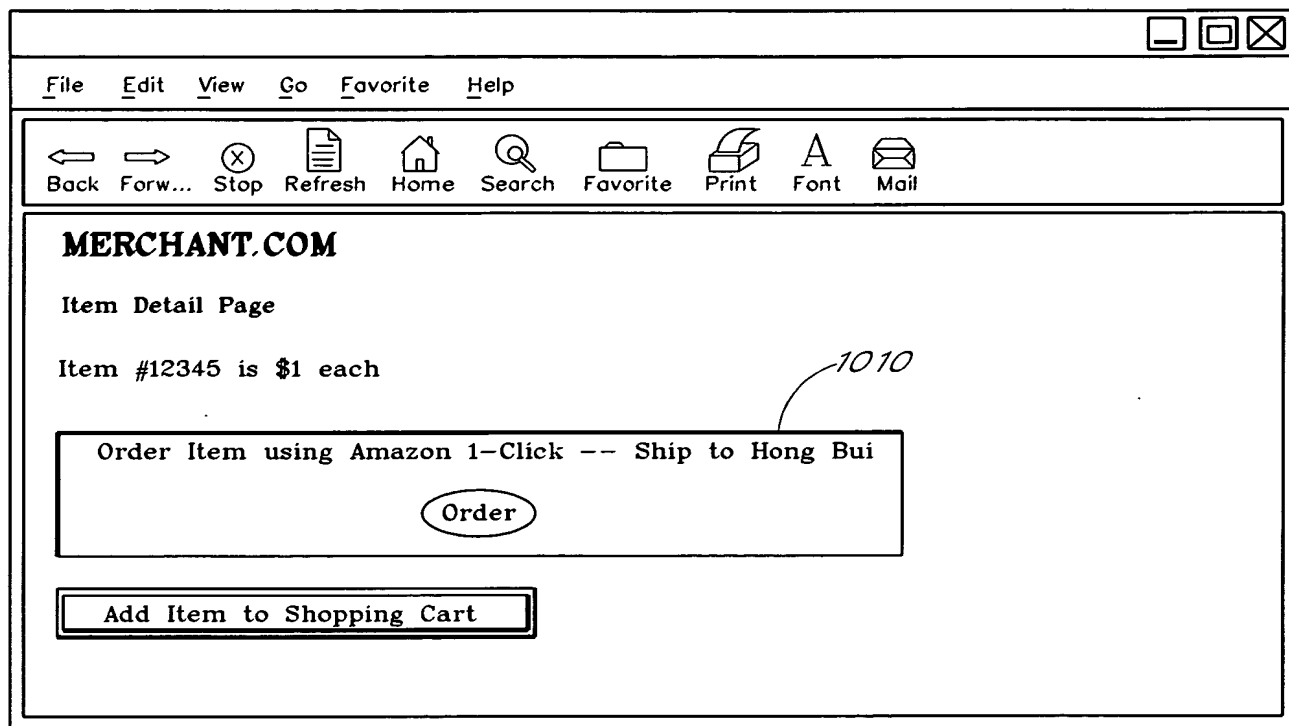 File Edit View Go Favorite Help
Back Forw... Stop Refresh Home Search Favorite Print Font Mail
MERCHANT.COM
Item Detail Page
Item #12345 is $1 each
1010
Order Item using Amazon 1-Click -- Ship to Hong Bui
Order
Add Item to Shopping Cart